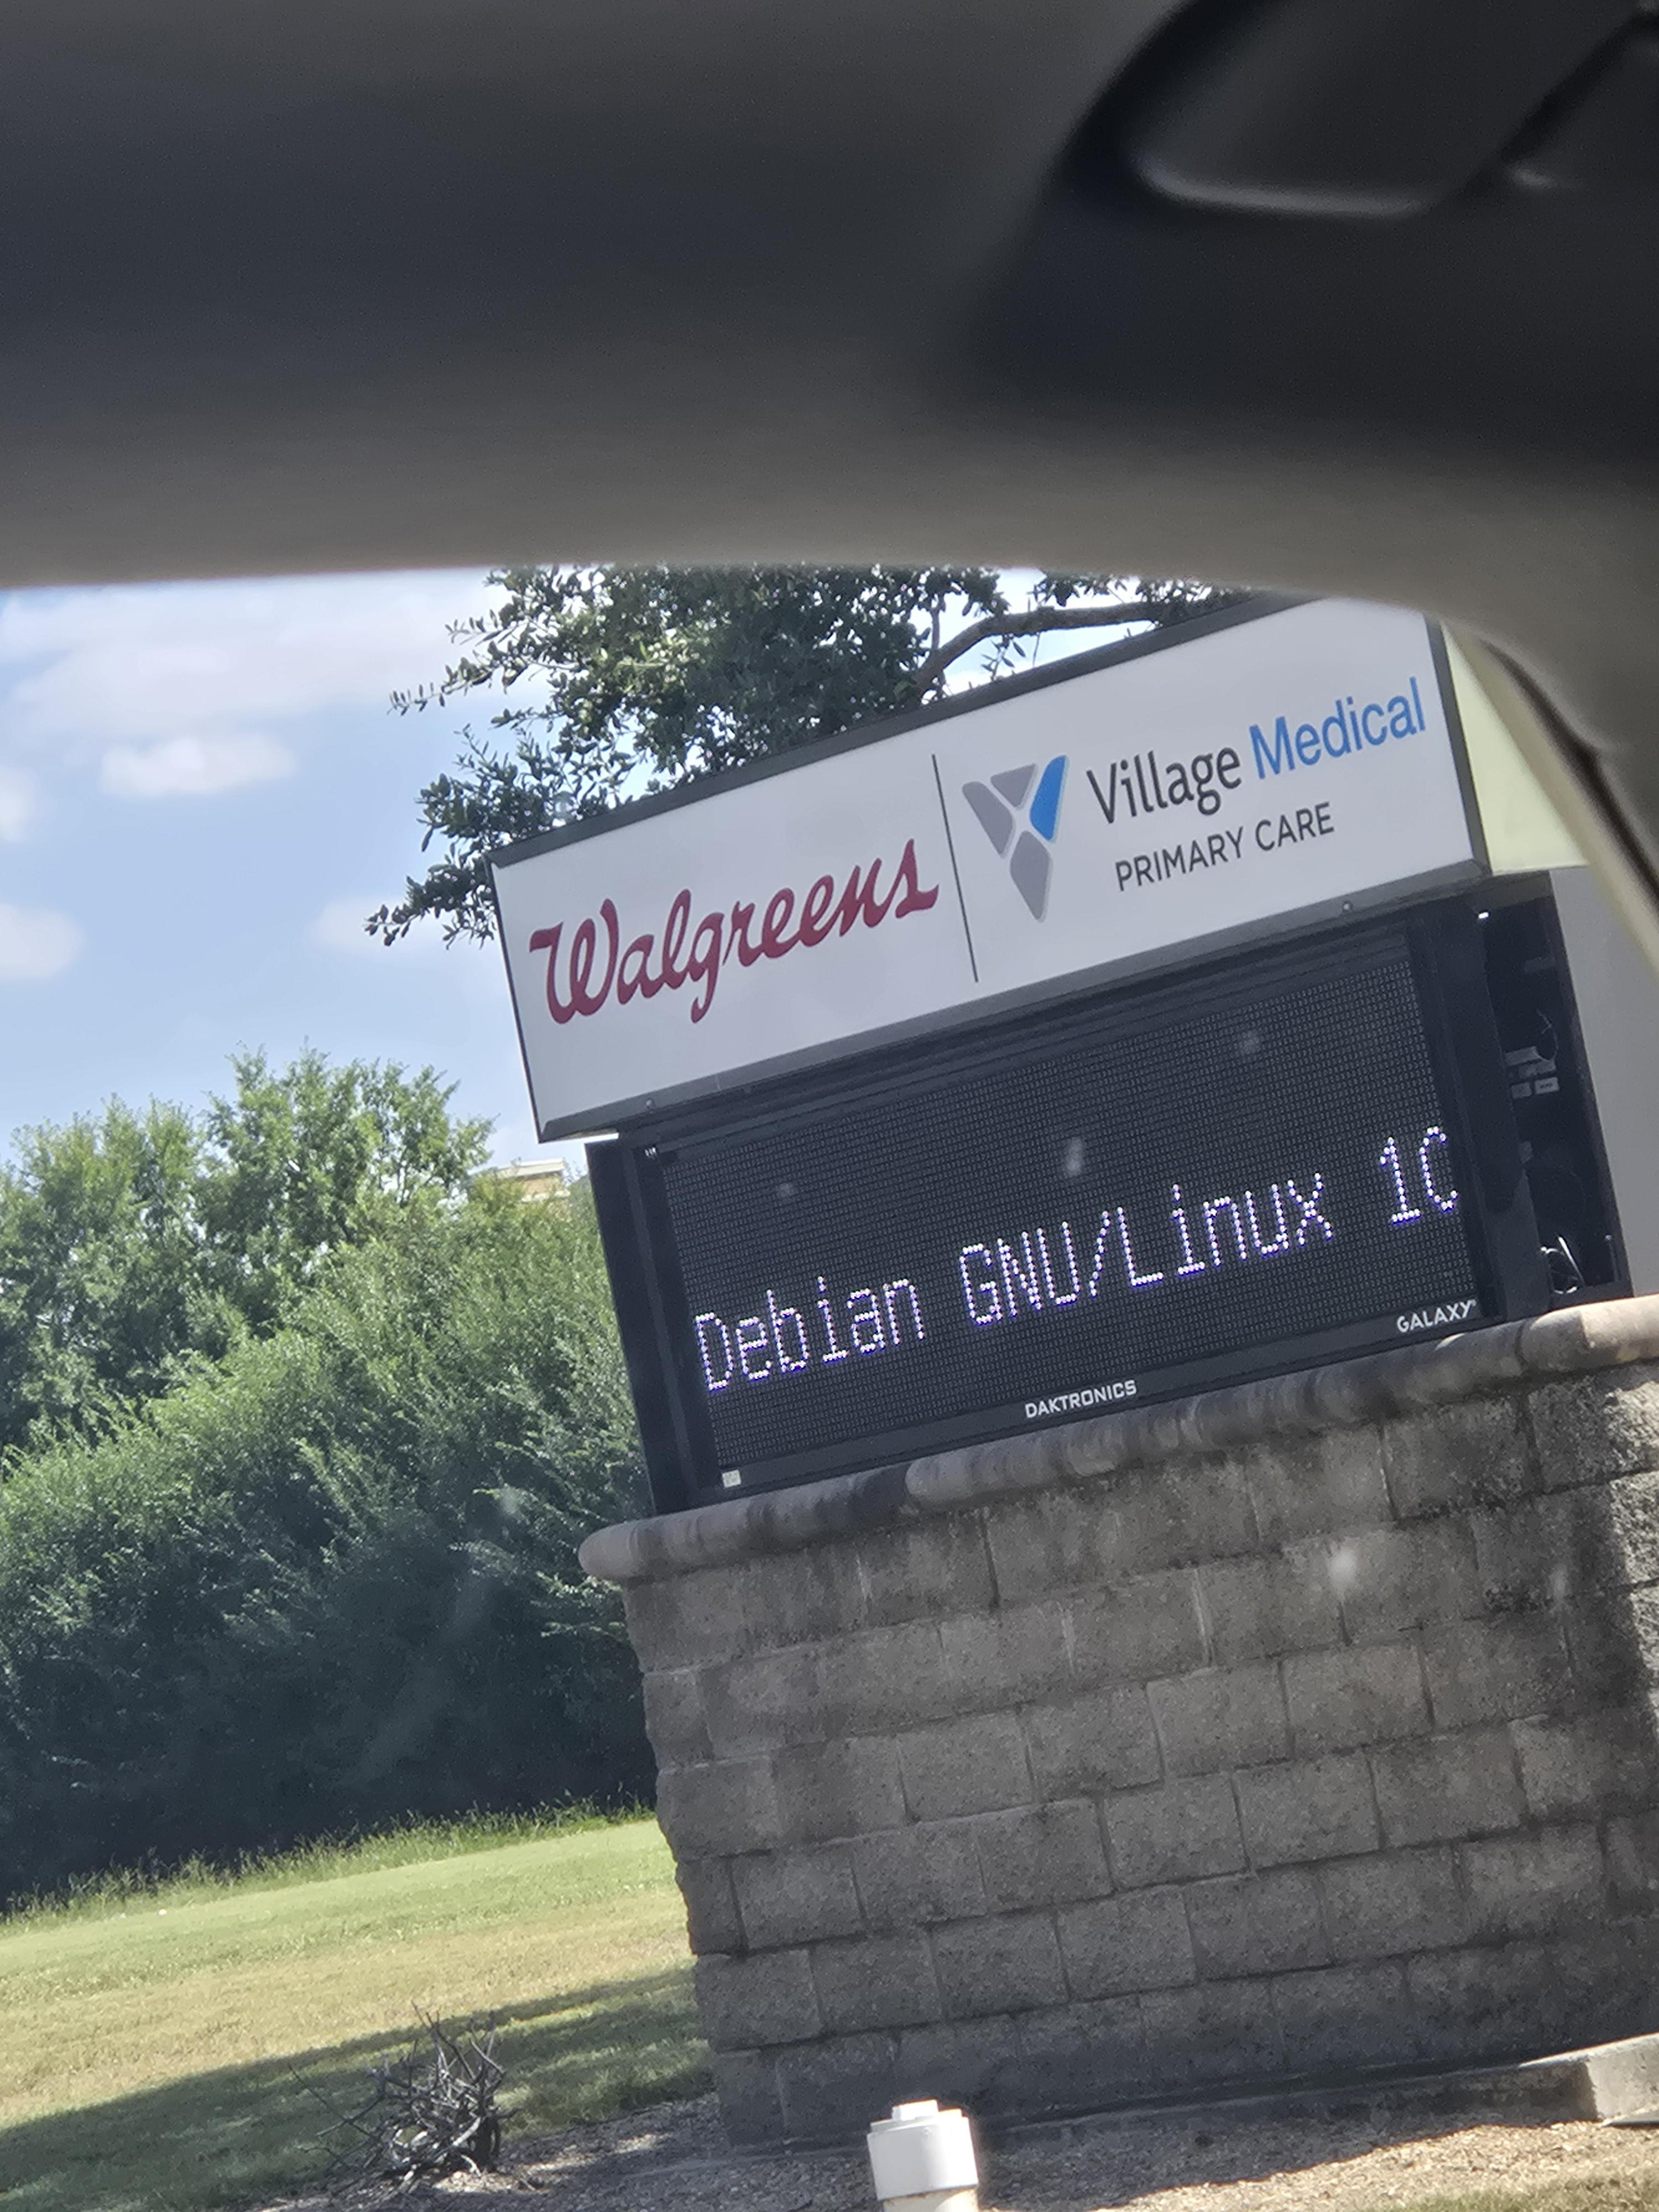 Walgreens
Village Medical
PRIMARY CARE
Debian GNU/Linux 10
GALAXY
DAKTRONICS